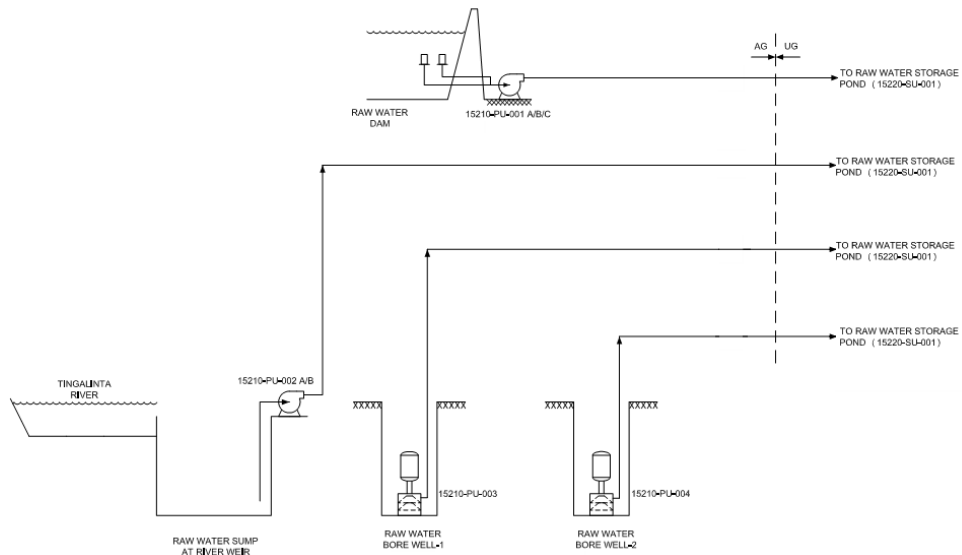 AG UG
TO RAW WATER STORAGE
POND ( 15220-SU-001)
RAW WATER
DAM
15210-PU-001 A/B/C
TO RAW WATER STORAGE
POND ( 15220-SU-001)
TO RAW WATER STORAGE
POND ( 15220-SU-001)
TO RAW WATER STORAGE
POND ( 15220-SU-001)
TINGALINTA
RIVER
15210-PU-002 A/B
15210-PU-003
15210-PU-004
RAW WATER SUMP
AT RIVER WEIR
RAW WATER
BORE WELL-1
RAW WATER
BORE WELL-2